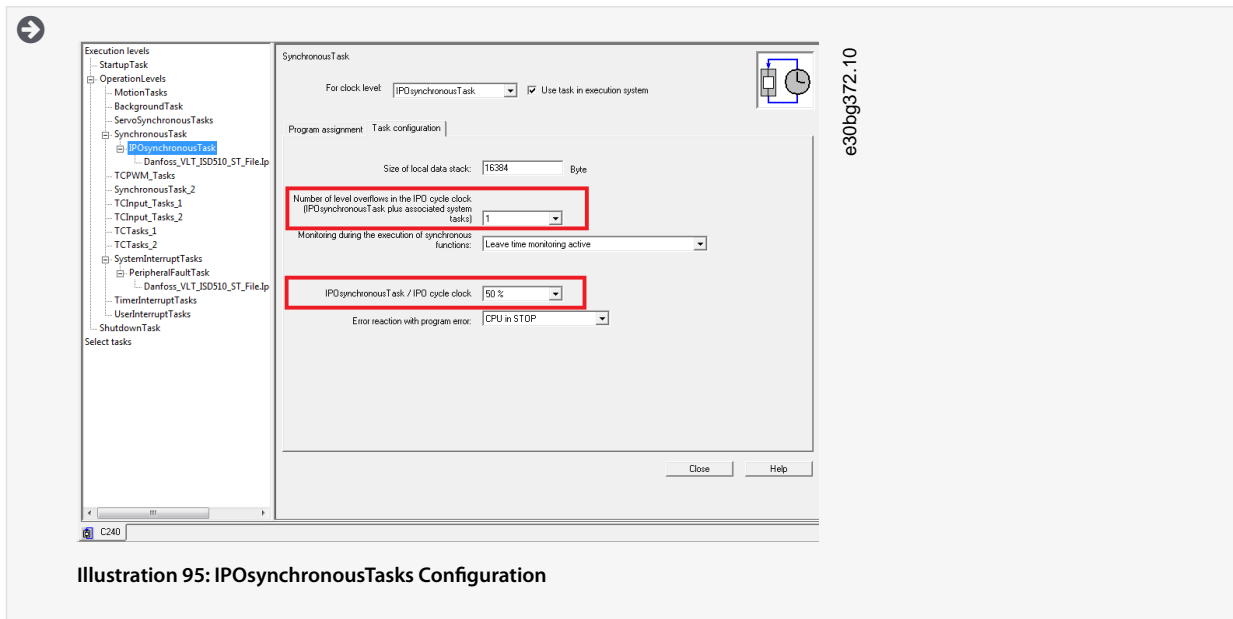 Execution levels
StartupTask
OperationLevels
MotionTasks
BackgroundTask
ServoSynchronousTasks
SynchronousTask
IPOsynchronousTask
Danfoss_VLT_ISD510_ST_File.Ip
TCPWM_Tasks
SynchronousTask_2
TCInput_Tasks_1
TCInput_Tasks_2
TCTasks_1
TCTasks_2
SystemInterruptTasks
PeripheralFaultTask
Danfoss_VLT_ISD510_ST_File.Ip
TimerInterruptTasks
UserInterruptTasks
ShutdownTask
Select tasks
SynchronousTask
For clock level: IPOsynchronousTask Use task in execution system
Program assignment Task configuration
Size of local data stack: 16384 Byte
Number of level overflows in the IPO cycle clock
(IPOsynchronousTask plus associated system
tasks) 1
Monitoring during the execution of synchronous
functions: Leave time monitoring active
IPOsynchronousTask / IPO cycle clock 50 %
Error reaction with program error: CPU in STOP
Close Help
C240
e30bg372.10
Illustration 95: IPOsynchronousTasks Configuration